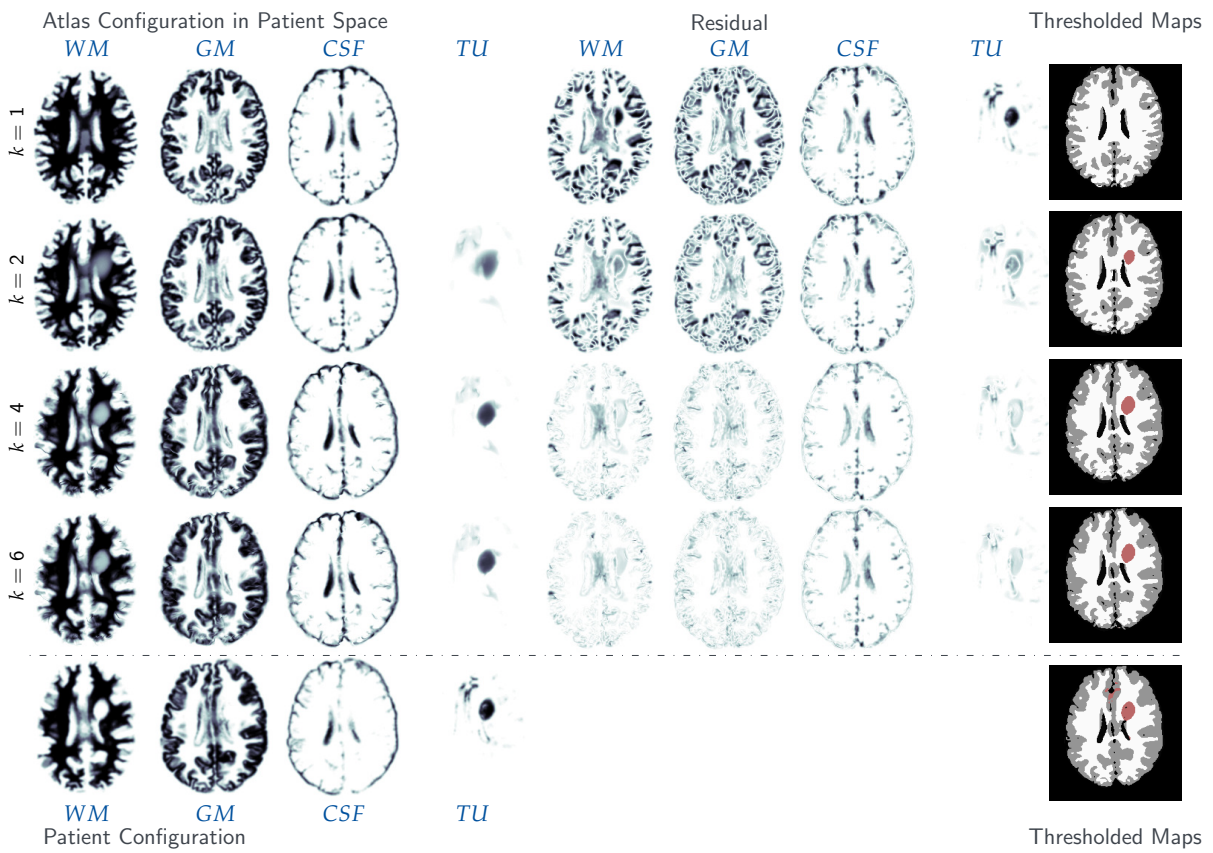 Atlas Configuration in Patient Space Residual Thresholded Maps
WM GM CSF TU WM GM CSF TU
k = 1
k = 2
k = 4
k = 6
WM GM CSF TU
Patient Configuration Thresholded Maps